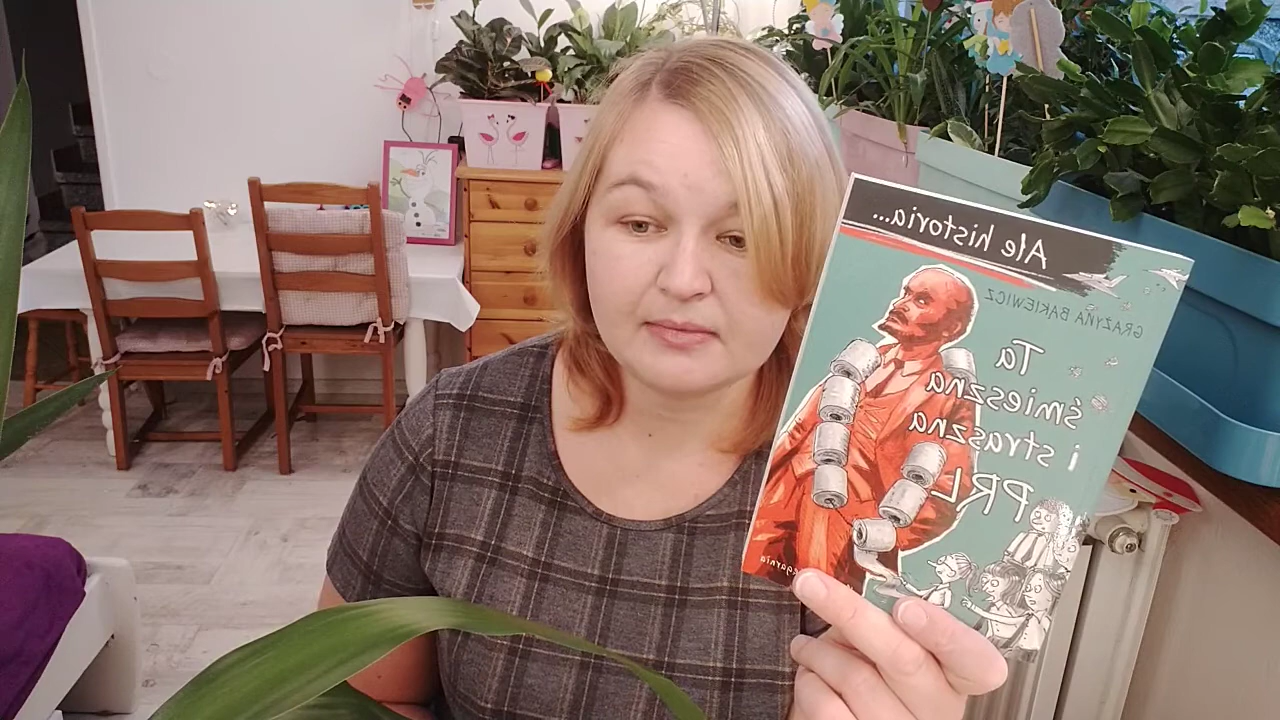 Ale historia...
GRAŻYNA BĄKIEWICZ
Ta
śmieszna
i straszna
PRL